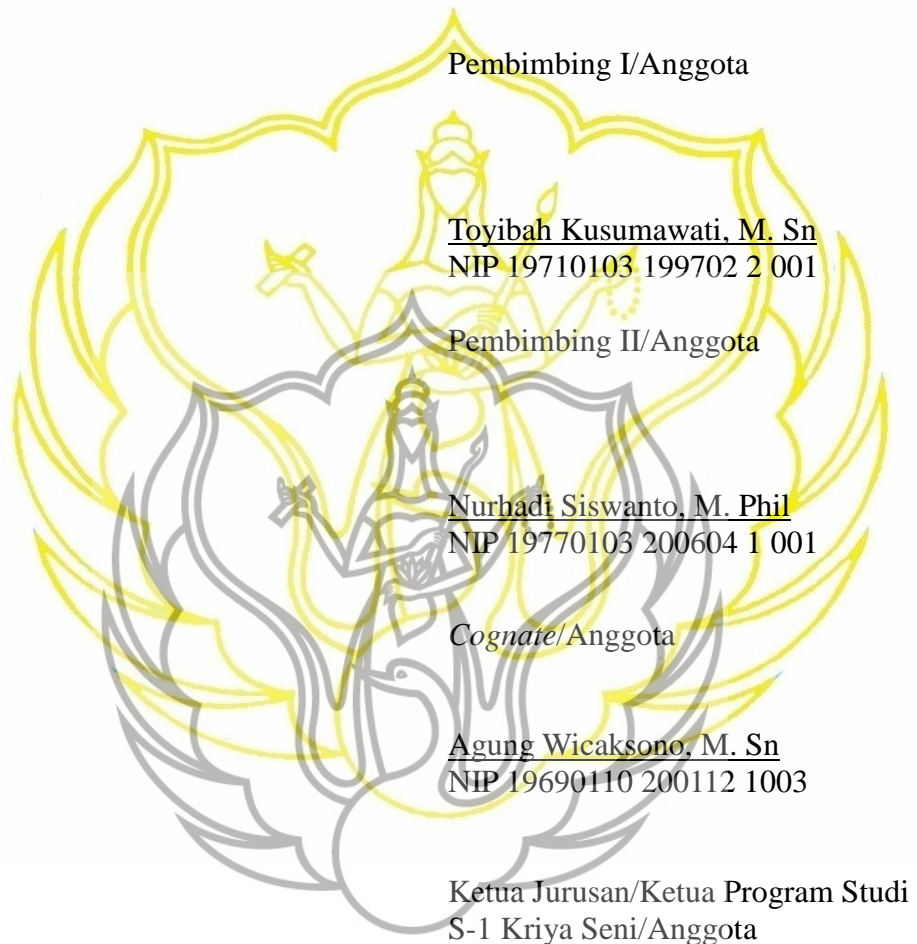 Pembimbing I/Anggota
Toyibah Kusumawati, M. Sn
NIP 19710103 199702 2 001
Pembimbing II/Anggota
Nurhadi Siswanto, M. Phil
NIP 19770103 200604 1 001
Cognate/Anggota
Agung Wicaksono, M. Sn
NIP 19690110 200112 1003
Ketua Jurusan/Ketua Program Studi
S-1 Kriya Seni/Anggota